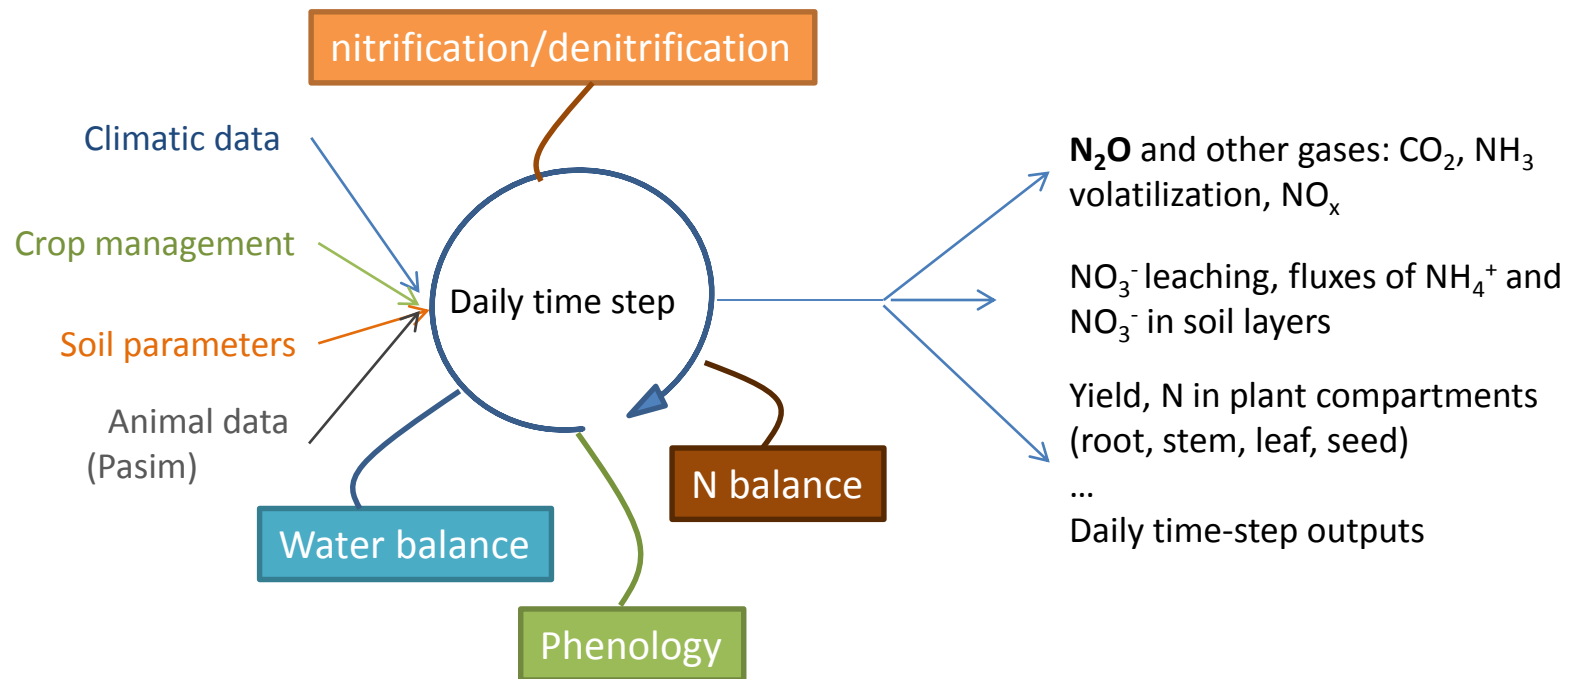 nitrification/denitrification
Climatic data
Crop management
Soil parameters
Animal data
(Pasim)
Daily time step
Water balance
Phenology
N balance
N₂O and other gases: CO₂, NH₃
volatilization, NOₓ
NO₃⁻ leaching, fluxes of NH₄⁺ and
NO₃⁻ in soil layers
Yield, N in plant compartments
(root, stem, leaf, seed)
...
Daily time-step outputs